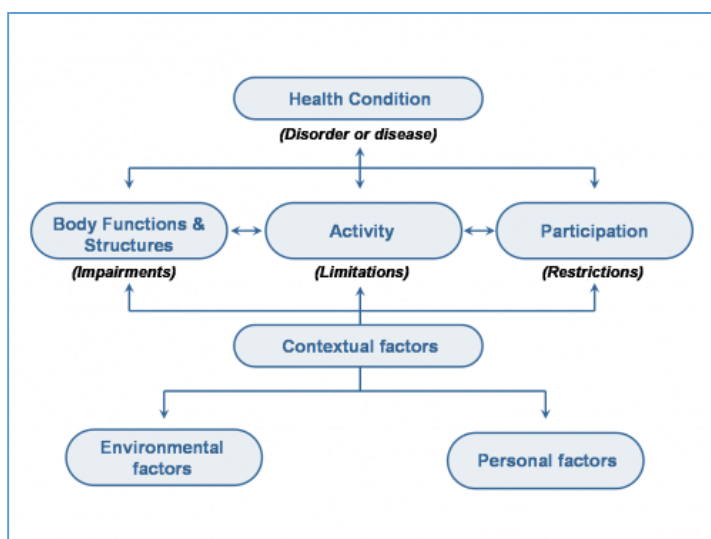 Health Condition
(Disorder or disease)
Body Functions &
Structures
Activity
Participation
(Impairments)
(Limitations)
(Restrictions)
Contextual factors
Environmental
factors
Personal factors